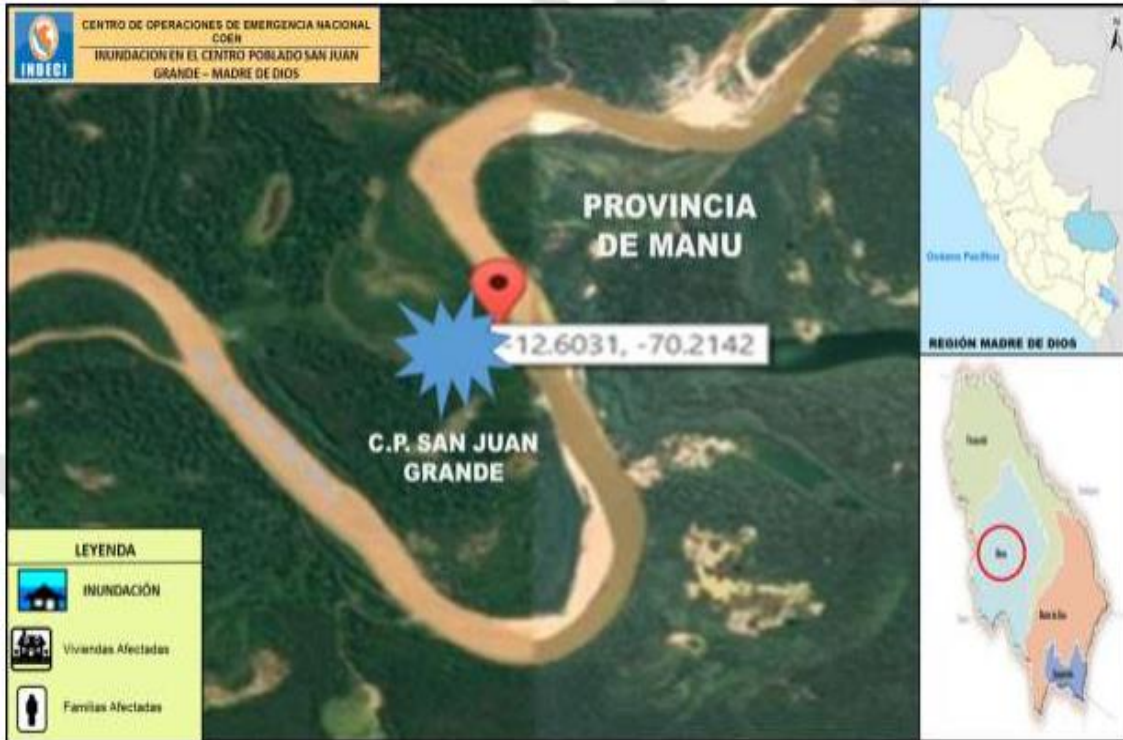 INDECI
CENTRO DE OPERACIONES DE EMERGENCIA NACIONAL
COEN
INUNDACION EN EL CENTRO POBLADO SAN JUAN
GRANDE – MADRE DE DIOS
PROVINCIA
DE MANU
-12.6031, -70.2142
C.P. SAN JUAN
GRANDE
LEYENDA
INUNDACIÓN
Viviendas Afectadas
Familias Afectadas
N
Océano Pacífico
REGIÓN MADRE DE DIOS